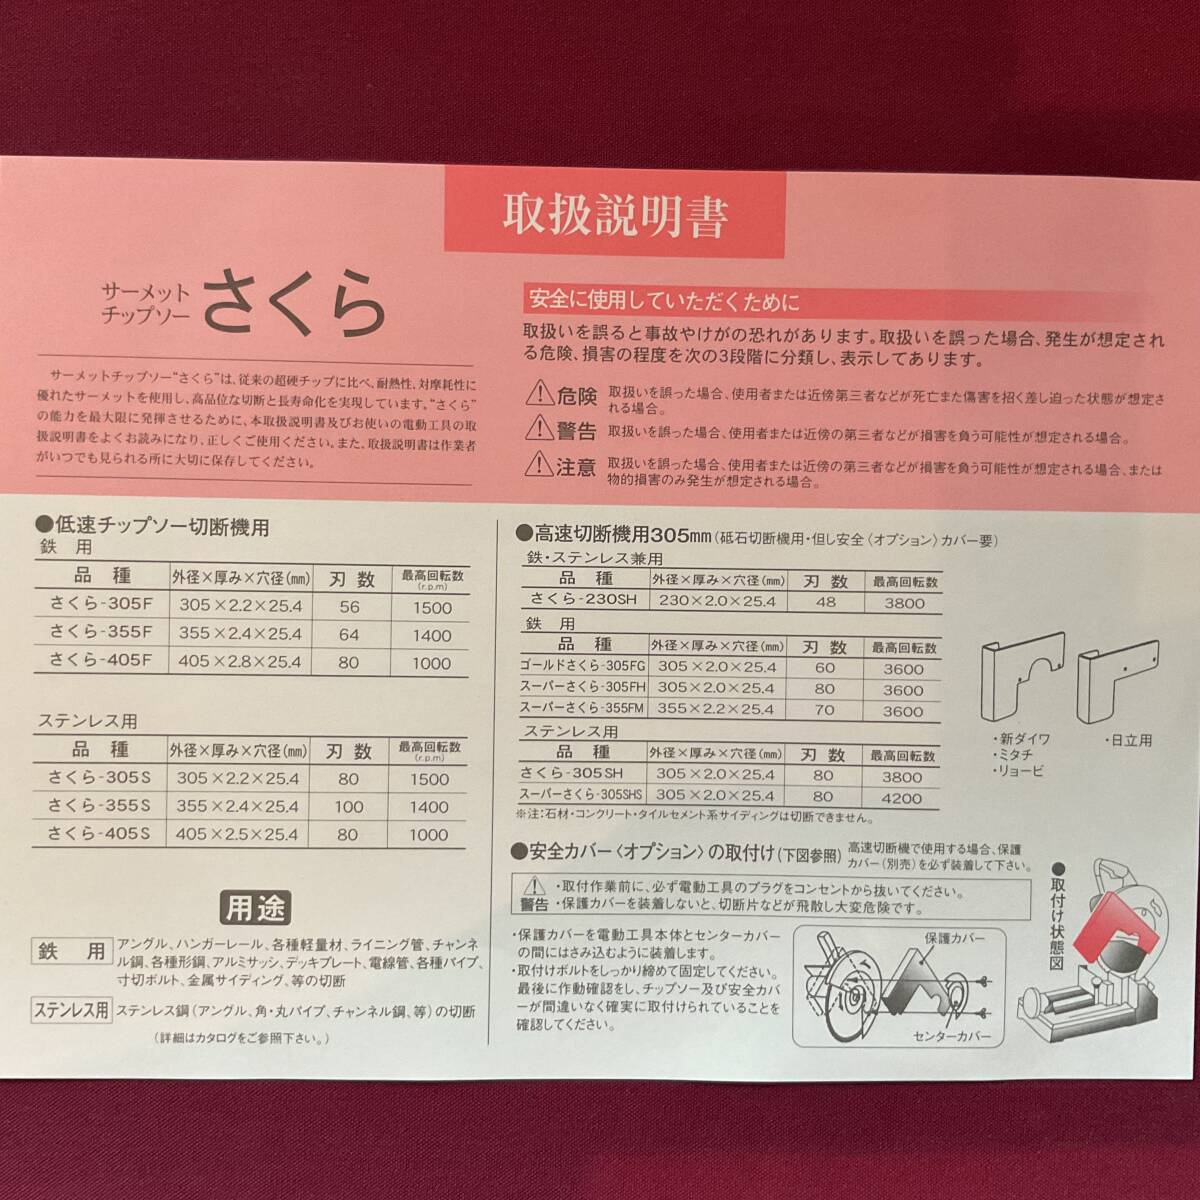 取扱説明書
サーメット
チップソー さくら
サーメットチップソー“さくら”は、従来の超硬チップに比べ、耐熱性、対摩耗性に
優れたサーメットを使用し、高品位な切断と長寿命化を実現しています。“さくら”
の能力を最大限に発揮させるために、本取扱説明書及びお使いの電動工具の取
扱説明書をよくお読みになり、正しくご使用ください。また、取扱説明書は作業者
がいつでも見られる所に大切に保存してください。
安全に使用していただくために
取扱いを誤ると事故やけがの恐れがあります。取扱いを誤った場合、発生が想定され
る危険、損害の程度を次の3段階に分類し、表示してあります。
危険 取扱いを誤った場合、使用者または近傍第三者などが死亡また傷害を招く差し迫った状態が想定さ
れる場合。
警告 取扱いを誤った場合、使用者または近傍の第三者などが損害を負う可能性が想定される場合。
注意 取扱いを誤った場合、使用者または近傍の第三者などが損害を負う可能性が想定される場合、または
物的損害のみ発生が想定される場合。
●低速チップソー切断機用
鉄 用
品 種 外径×厚み×穴径(mm) 刃 数 最高回転数(r.p.m)
さくら-305F 305×2.2×25.4 56 1500
さくら-355F 355×2.4×25.4 64 1400
さくら-405F 405×2.8×25.4 80 1000
ステンレス用
品 種 外径×厚み×穴径(mm) 刃 数 最高回転数(r.p.m)
さくら-305S 305×2.2×25.4 80 1500
さくら-355S 355×2.4×25.4 100 1400
さくら-405S 405×2.5×25.4 80 1000
用途
鉄 用 アングル、ハンガーレール、各種軽量材、ライニング管、チャンネ
ル鋼、各種形鋼、アルミサッシ、デッキプレート、電線管、各種パイプ、
寸切ボルト、金属サイディング、等の切断
ステンレス用 ステンレス鋼(アングル、角・丸パイプ、チャンネル鋼、等)の切断
(詳細はカタログをご参照下さい。)
●高速切断機用305mm(砥石切断機用・但し安全〈オプション〉カバー要)
鉄・ステンレス兼用
品 種 外径×厚み×穴径(mm) 刃 数 最高回転数
さくら-230SH 230×2.0×25.4 48 3800
鉄 用
品 種 外径×厚み×穴径(mm) 刃 数 最高回転数
ゴールドさくら-305FG 305×2.0×25.4 60 3600
スーパーさくら-305FH 305×2.0×25.4 80 3600
スーパーさくら-355FM 355×2.2×25.4 70 3600
ステンレス用
品 種 外径×厚み×穴径(mm) 刃 数 最高回転数
さくら-305SH 305×2.0×25.4 80 3800
スーパーさくら-305SHS 305×2.0×25.4 80 4200
※注:石材・コンクリート・タイルセメント系サイディングは切断できません。
・新ダイワ
・ミタチ
・リョービ
・日立用
●安全カバー〈オプション〉の取付け(下図参照) 高速切断機で使用する場合、保護
カバー(別売)を必ず装着して下さい。
警告 ・取付作業前に、必ず電動工具のプラグをコンセントから抜いてください。
・保護カバーを装着しないと、切断片などが飛散し大変危険です。
・保護カバーを電動工具本体とセンターカバー
の間にはさみ込むように装着します。
・取付けボルトをしっかり締めて固定してください。
最後に作動確認をし、チップソー及び安全カバ
ーが間違いなく確実に取付けられていることを
確認してください。
保護カバー
センターカバー
●取付け状態図